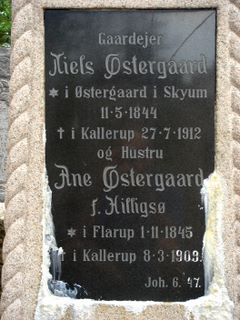 Gaardejer
Niels Østergaard
* i Østergaard i Skyum
11·5·1844
† i Kallerup 27·7·1912
og Hustru
Ane Østergaard
f. Hilligsø
* i Flarup 1·11·1845
† i Kallerup 8·3·1909.
Joh. 6. 47.